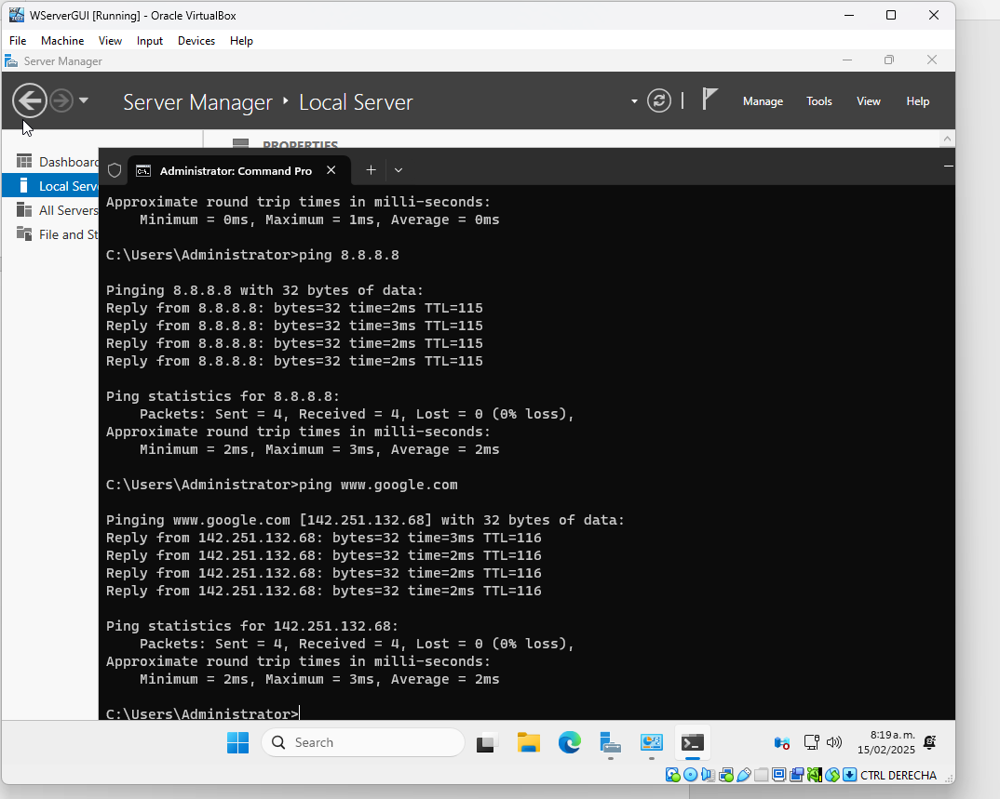 WServerGUI [Running] - Oracle VirtualBox
File Machine View Input Devices Help
Server Manager
Server Manager ‣ Local Server
Manage Tools View Help
PROPERTIES
Dashboard
Local Serve
All Servers
File and St
Administrator: Command Pro
Approximate round trip times in milli-seconds:
    Minimum = 0ms, Maximum = 1ms, Average = 0ms
C:\Users\Administrator>ping 8.8.8.8
Pinging 8.8.8.8 with 32 bytes of data:
Reply from 8.8.8.8: bytes=32 time=2ms TTL=115
Reply from 8.8.8.8: bytes=32 time=3ms TTL=115
Reply from 8.8.8.8: bytes=32 time=2ms TTL=115
Reply from 8.8.8.8: bytes=32 time=2ms TTL=115
Ping statistics for 8.8.8.8:
    Packets: Sent = 4, Received = 4, Lost = 0 (0% loss),
Approximate round trip times in milli-seconds:
    Minimum = 2ms, Maximum = 3ms, Average = 2ms
C:\Users\Administrator>ping www.google.com
Pinging www.google.com [142.251.132.68] with 32 bytes of data:
Reply from 142.251.132.68: bytes=32 time=3ms TTL=116
Reply from 142.251.132.68: bytes=32 time=2ms TTL=116
Reply from 142.251.132.68: bytes=32 time=2ms TTL=116
Reply from 142.251.132.68: bytes=32 time=2ms TTL=116
Ping statistics for 142.251.132.68:
    Packets: Sent = 4, Received = 4, Lost = 0 (0% loss),
Approximate round trip times in milli-seconds:
    Minimum = 2ms, Maximum = 3ms, Average = 2ms
C:\Users\Administrator>
Search
8:19 a. m.
15/02/2025
CTRL DERECHA